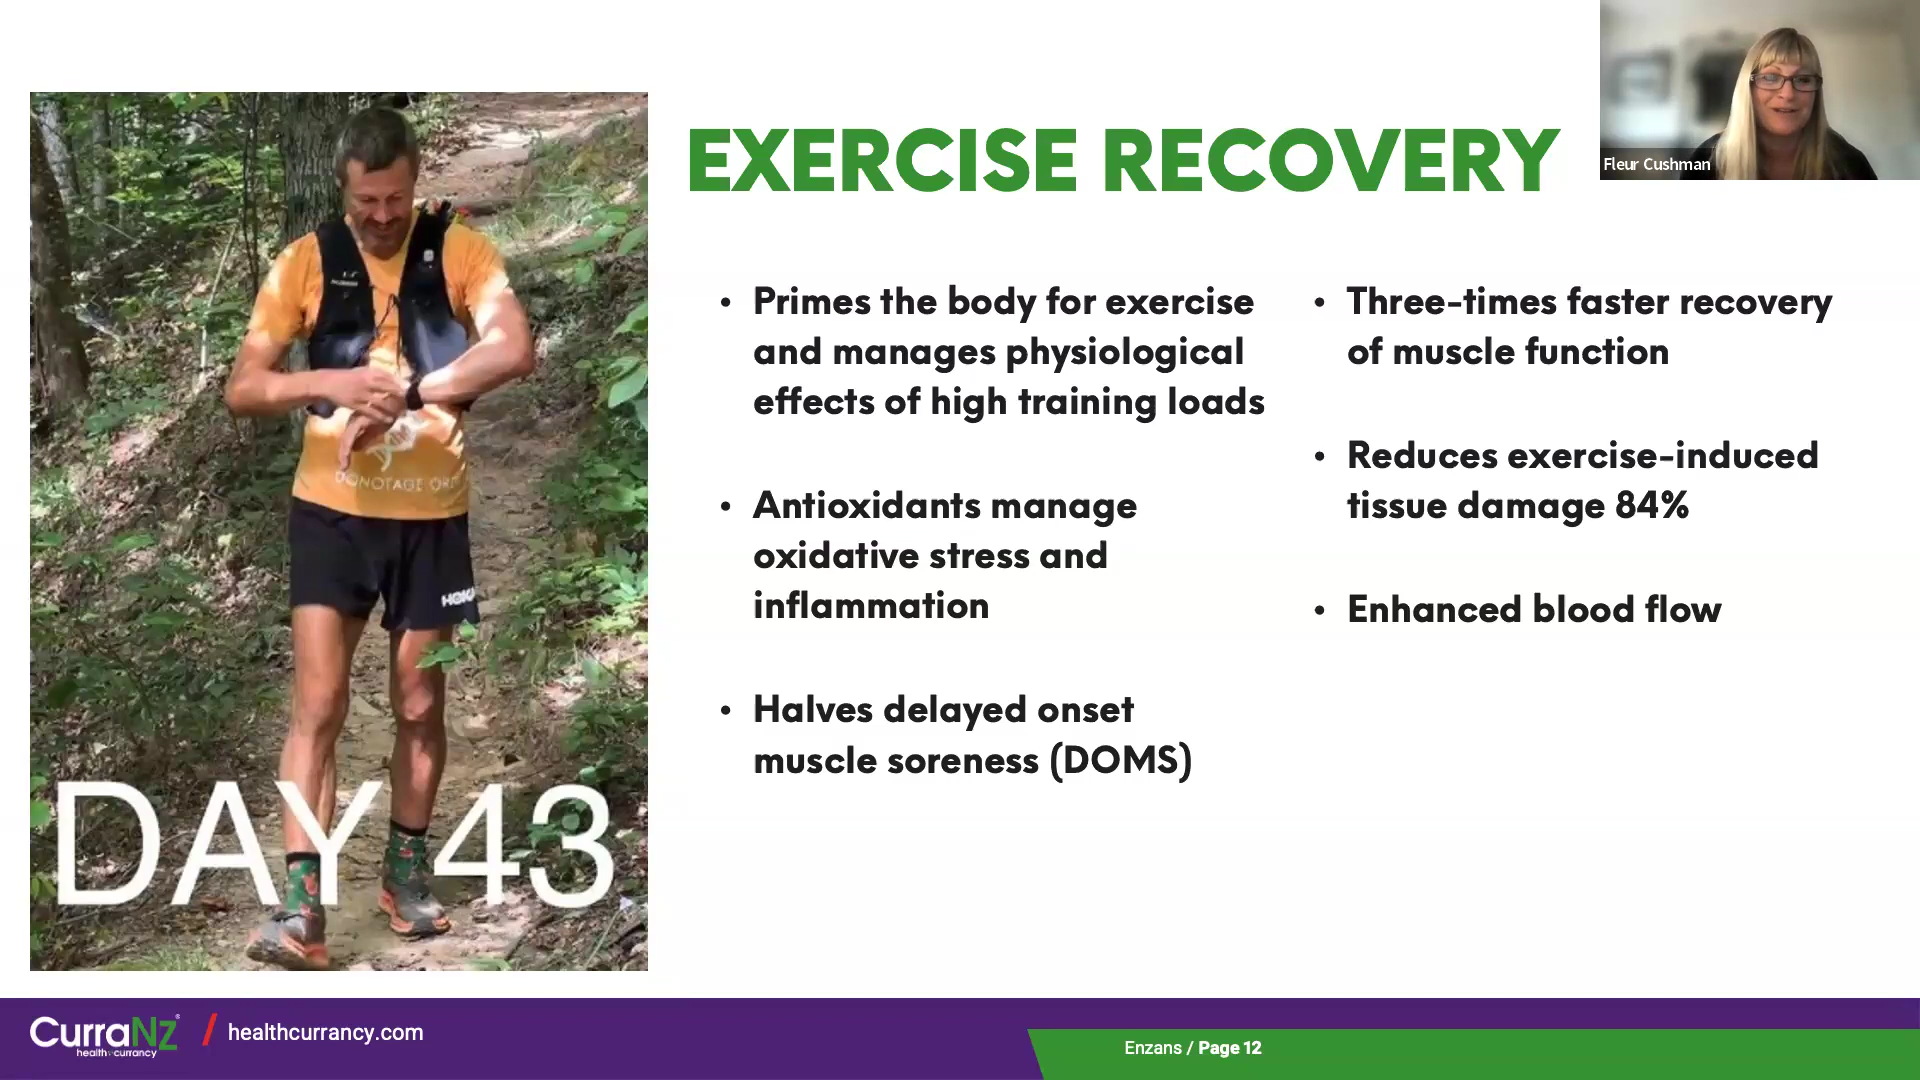 EXERCISE RECOVERY
Fleur Cushman
• Primes the body for exercise
and manages physiological
effects of high training loads
• Antioxidants manage
oxidative stress and
inflammation
• Halves delayed onset
muscle soreness (DOMS)
• Three-times faster recovery
of muscle function
• Reduces exercise-induced
tissue damage 84%
• Enhanced blood flow
HOKA
DAY 43
CurraNZ®
health currancy
/ healthcurrancy.com
Enzans / Page 12